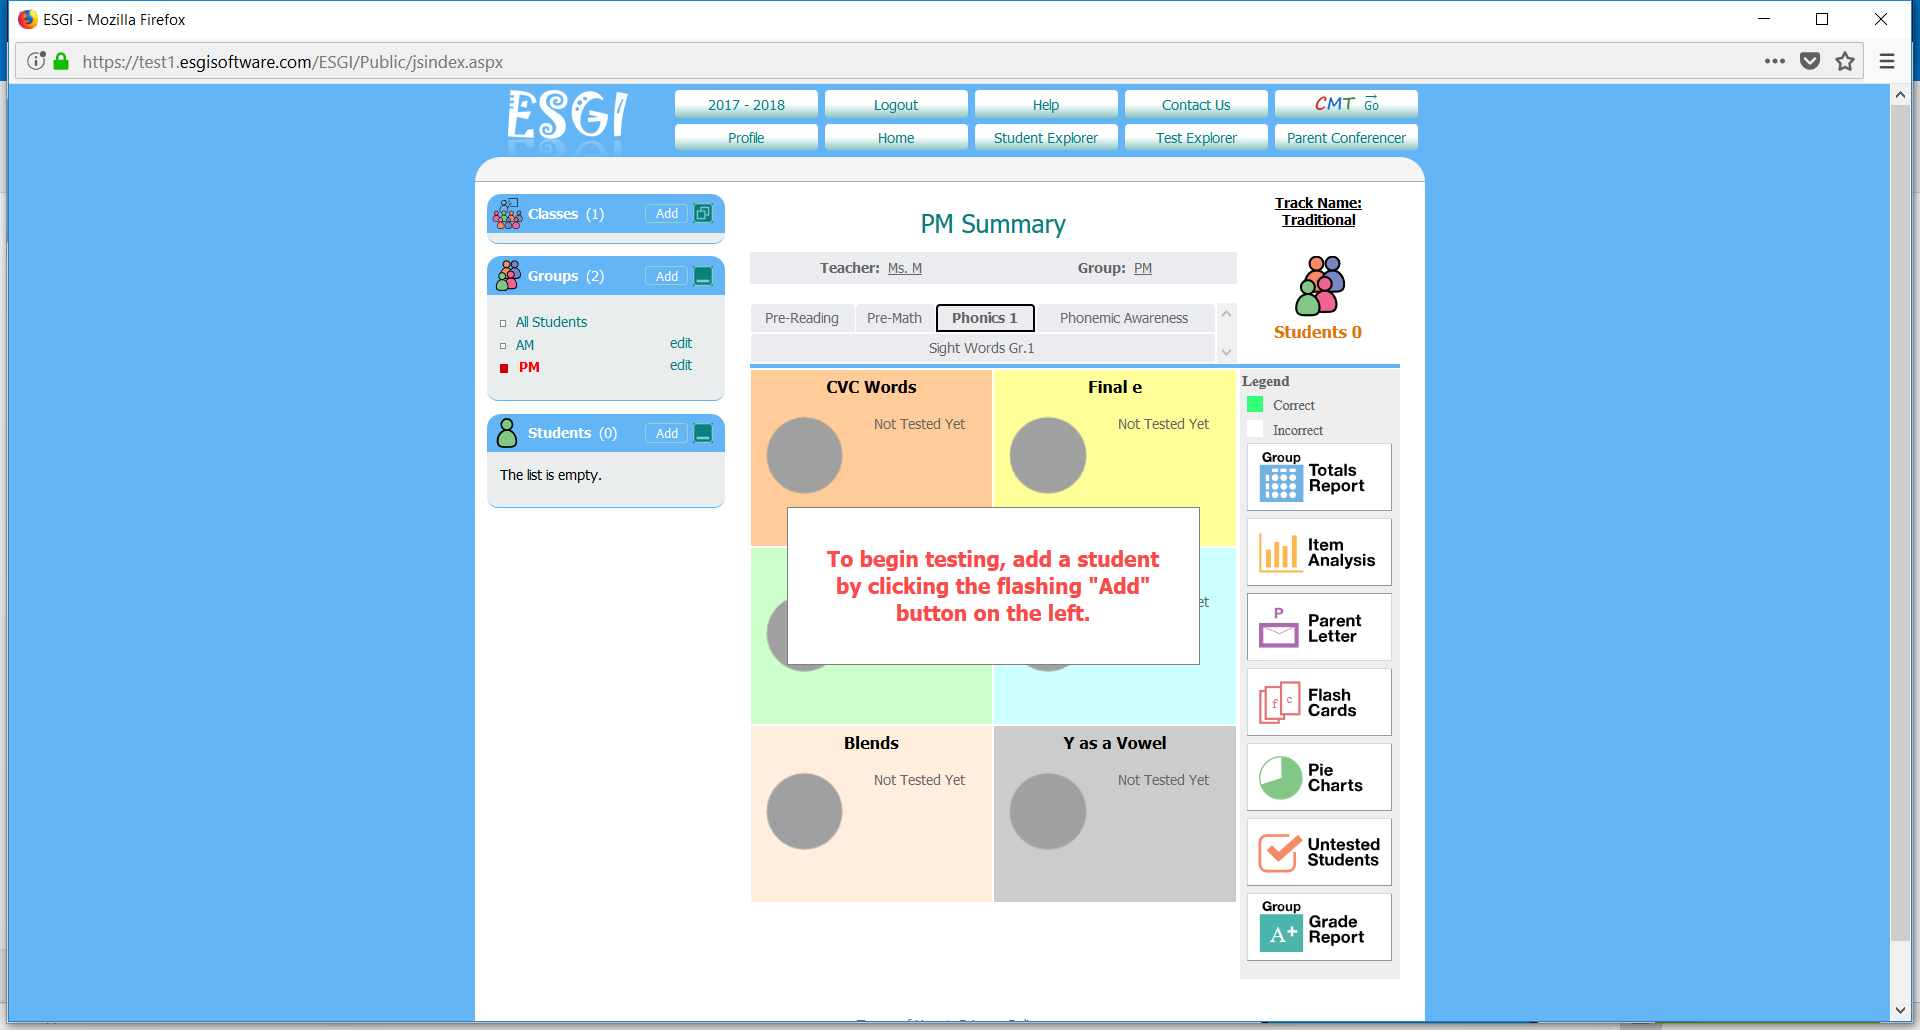 ESGI - Mozilla Firefox
https://test1.esgisoftware.com/ESGI/Public/jsindex.aspx
ESGI
2017 - 2018
Logout
Help
Contact Us
CMT Go
Profile
Home
Student Explorer
Test Explorer
Parent Conferencer
Classes (1)
Add
Groups (2)
Add
All Students
AM
edit
PM
edit
Students (0)
Add
The list is empty.
PM Summary
Teacher: Ms. M
Group: PM
Pre-Reading
Pre-Math
Phonics 1
Phonemic Awareness
Sight Words Gr.1
Track Name:
Traditional
Students 0
CVC Words
Not Tested Yet
Final e
Not Tested Yet
To begin testing, add a student
by clicking the flashing "Add"
button on the left.
Blends
Not Tested Yet
Y as a Vowel
Not Tested Yet
Legend
Correct
Incorrect
Group
Totals
Report
Item
Analysis
P
Parent
Letter
f c
Flash
Cards
Pie
Charts
Untested
Students
Group
A+
Grade
Report